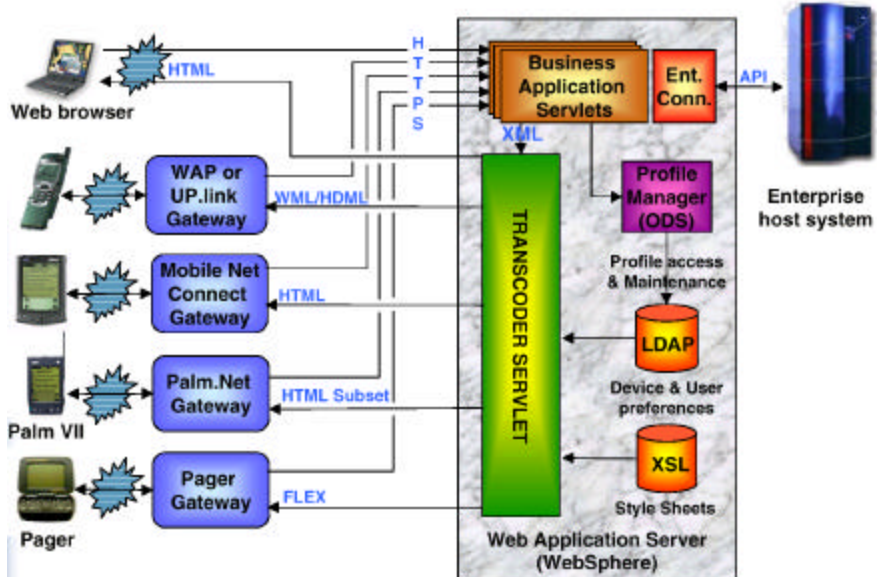 HTML
Web browser
H
T
T
P
S
Business
Application
Servlets
Ent.
Conn.
API
Enterprise
host system
XML
WAP or
UP.link
Gateway
WML/HDML
Profile
Manager
(ODS)
Profile access
& Maintenance
Mobile Net
Connect
Gateway
HTML
TRANSCODER SERVLET
LDAP
Device & User
preferences
Palm VII
Palm.Net
Gateway
HTML Subset
XSL
Style Sheets
Pager
Pager
Gateway
FLEX
Web Application Server
(WebSphere)